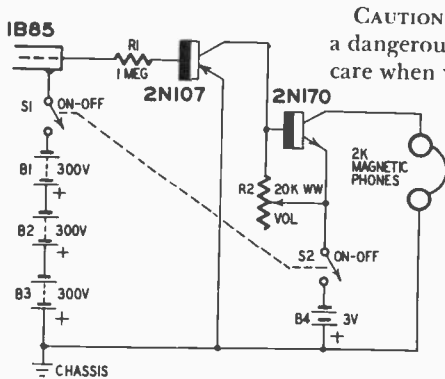 CAUTION
a dangerou
care when
1B85
R1
1 MEG
2N107
2N170
S1
ON-OFF
B1
300V
+
B2
300V
+
B3
300V
+
R2
20K WW
VOL
2K
MAGNETIC
PHONES
S2
ON-OFF
B4
3V
+
CHASSIS